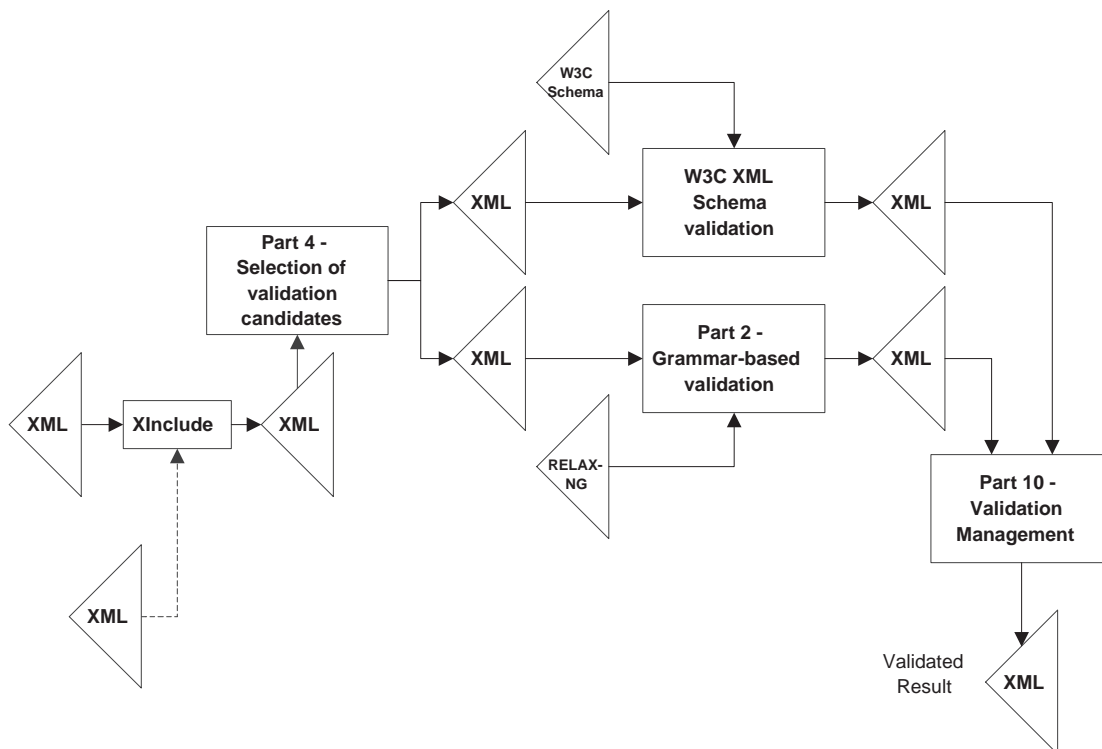 W3C
Schema
W3C XML
Schema
validation
XML
XML
Part 4 -
Selection of
validation
candidates
Part 2 -
Grammar-based
validation
XML
XML
XML
XInclude
XML
RELAX-
NG
Part 10 -
Validation
Management
XML
Validated
Result
XML